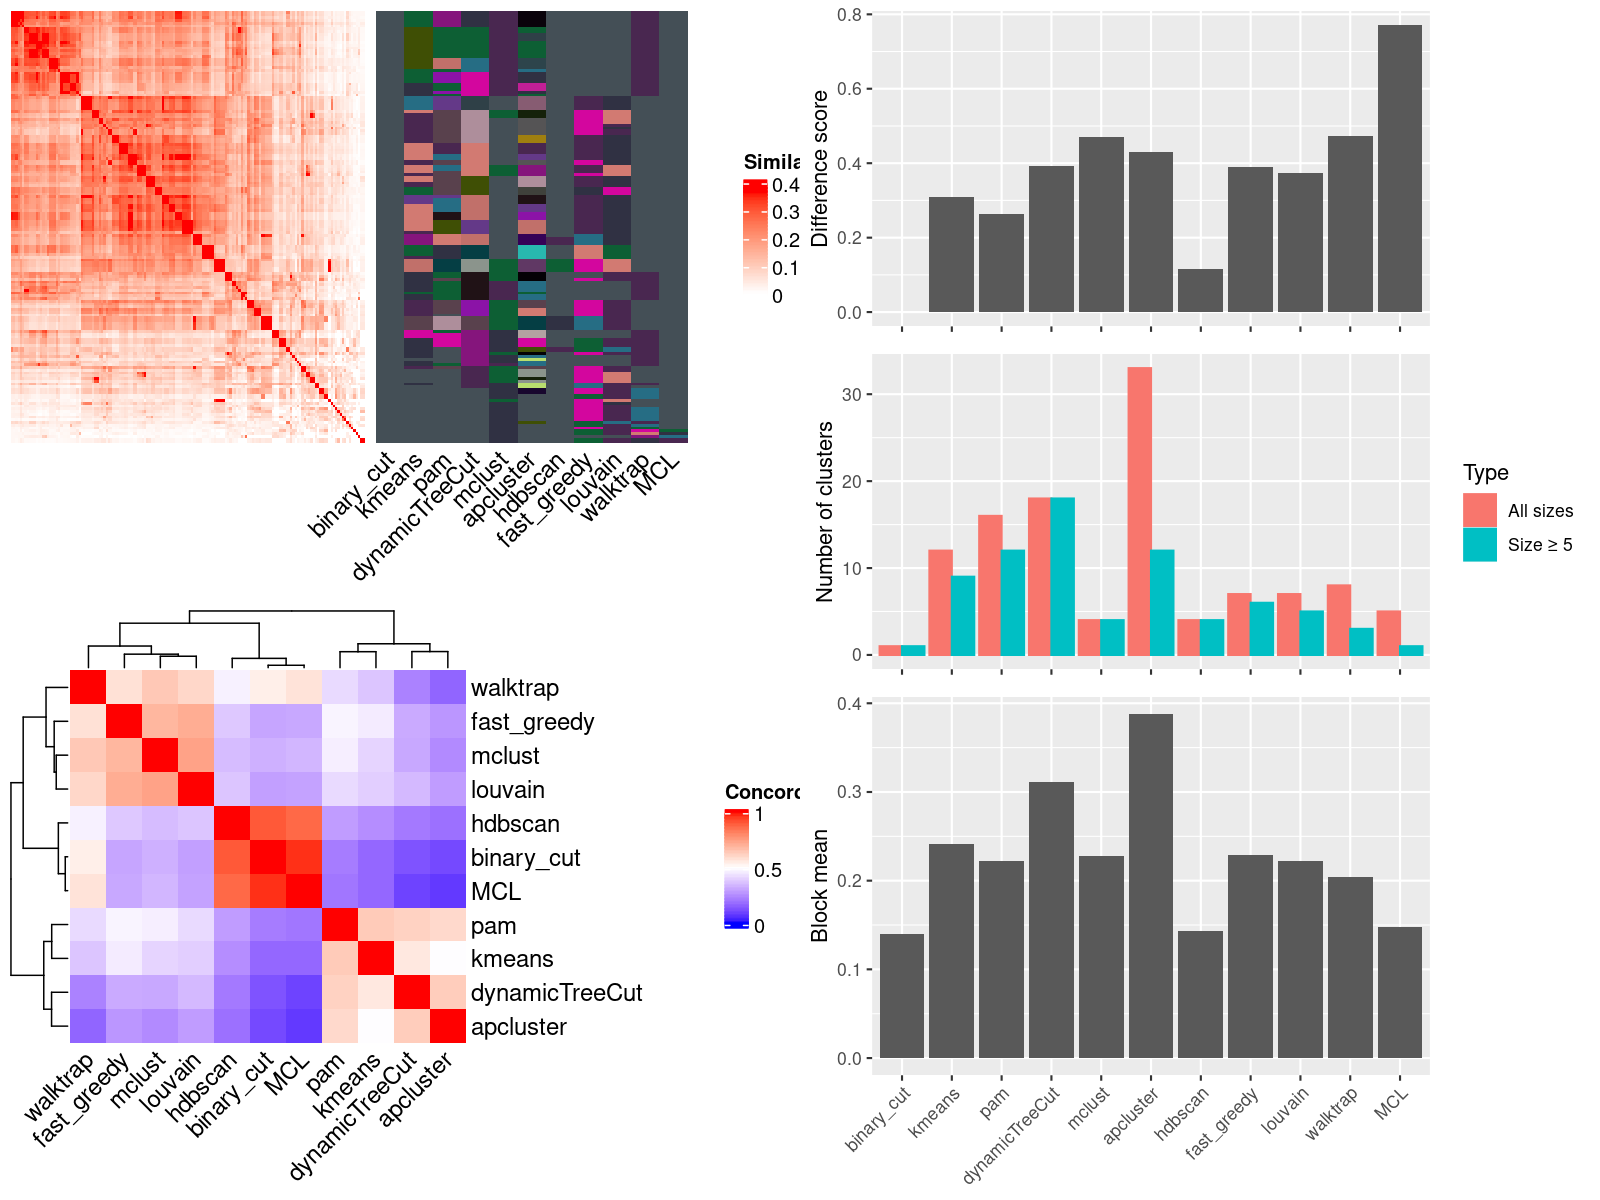 Simila
0.4
0.3
0.2
0.1
0
binary_cut
kmeans
pam
dynamicTreeCut
mclust
apcluster
hdbscan
fast_greedy
louvain
walktrap
MCL
walktrap
fast_greedy
mclust
louvain
hdbscan
binary_cut
MCL
pam
kmeans
dynamicTreeCut
apcluster
walktrap
fast_greedy
mclust
louvain
hdbscan
binary_cut
MCL
pam
kmeans
dynamicTreeCut
apcluster
Concord
1
0.5
0
Difference score
0.8
0.6
0.4
0.2
0.0
Number of clusters
30
20
10
0
Type
All sizes
Size ≥ 5
Block mean
0.4
0.3
0.2
0.1
0.0
binary_cut
kmeans
pam
dynamicTreeCut
mclust
apcluster
hdbscan
fast_greedy
louvain
walktrap
MCL